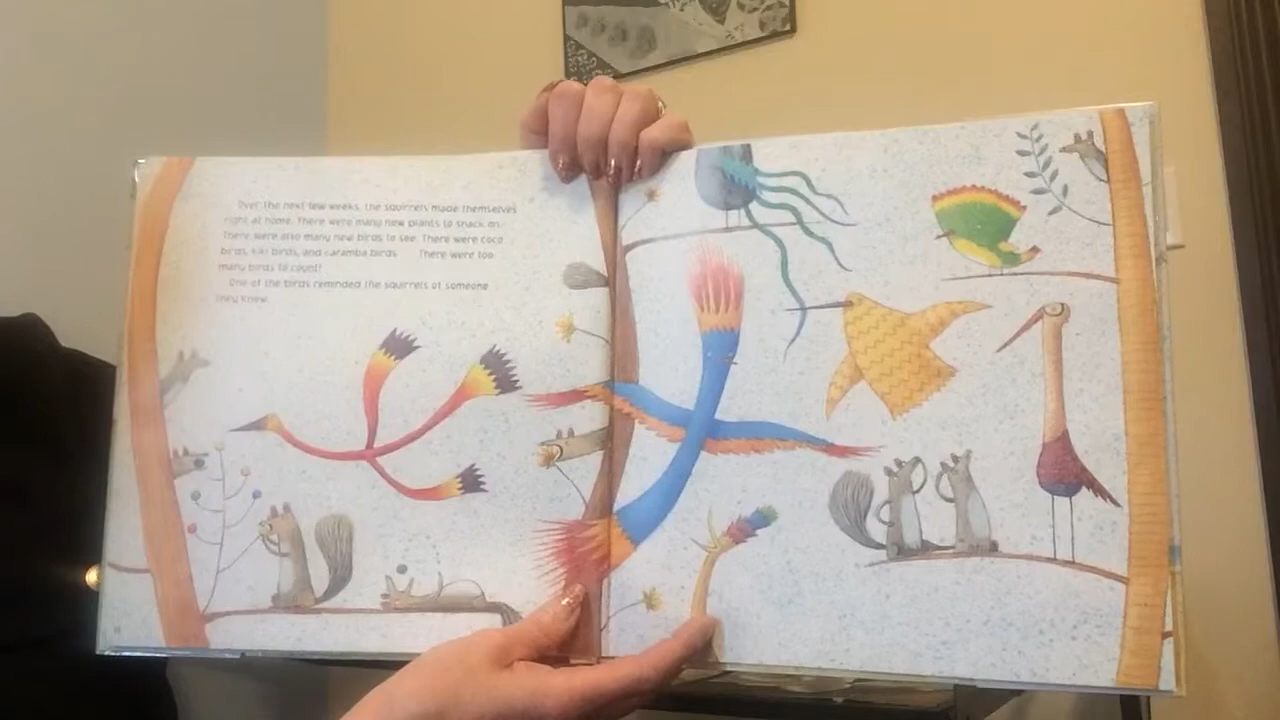 Over the next few weeks, the squirrels made themselves
right at home. There were many new plants to snack on.
There were also many new birds to see. There were coco
birds, kiki birds, and caramba birds. There were too
many birds to count!
One of the birds reminded the squirrels of someone
they knew.